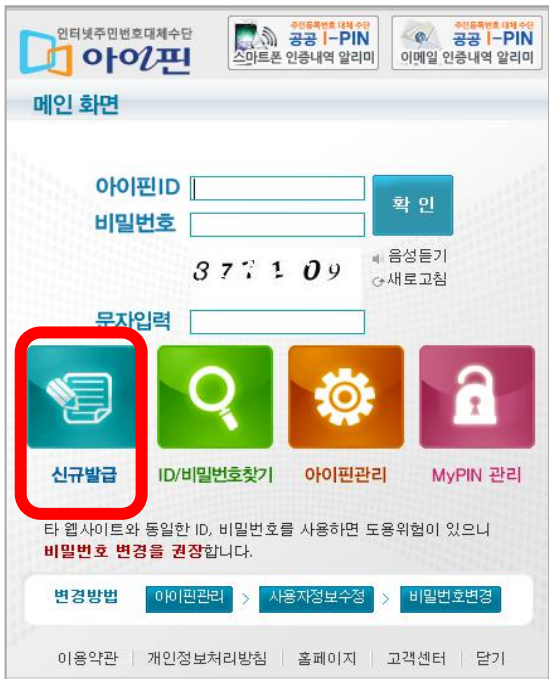 인터넷주민번호대체수단
아이핀
주민등록번호 대체 수단
공공 I-PIN
스마트폰 인증내역 알리미
주민등록번호 대체 수단
공공 I-PIN
이메일 인증내역 알리미
메인 화면
아이핀ID
비밀번호
확 인
377109
음성듣기
새로고침
문자입력
신규발급
ID/비밀번호찾기
아이핀관리
MyPIN 관리
타 웹사이트와 동일한 ID, 비밀번호를 사용하면 도용위험이 있으니
비밀번호 변경을 권장합니다.
변경방법
아이핀관리 > 사용자정보수정 > 비밀번호변경
이용약관 | 개인정보처리방침 | 홈페이지 | 고객센터 | 닫기